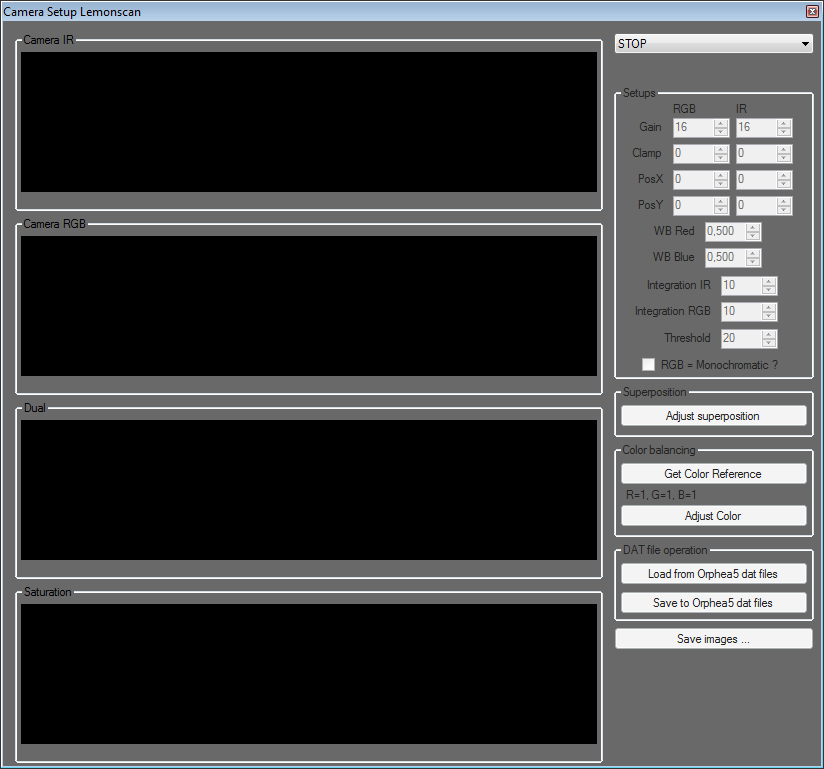 Camera Setup Lemonscan
Camera IR
Camera RGB
Dual
Saturation
STOP
Setups
RGB IR
Gain 16 16
Clamp 0 0
PosX 0 0
PosY 0 0
WB Red 0,500
WB Blue 0,500
Integration IR 10
Integration RGB 10
Threshold 20
RGB = Monochromatic ?
Superposition
Adjust superposition
Color balancing
Get Color Reference
R=1, G=1, B=1
Adjust Color
DAT file operation
Load from Orphea5 dat files
Save to Orphea5 dat files
Save images ...